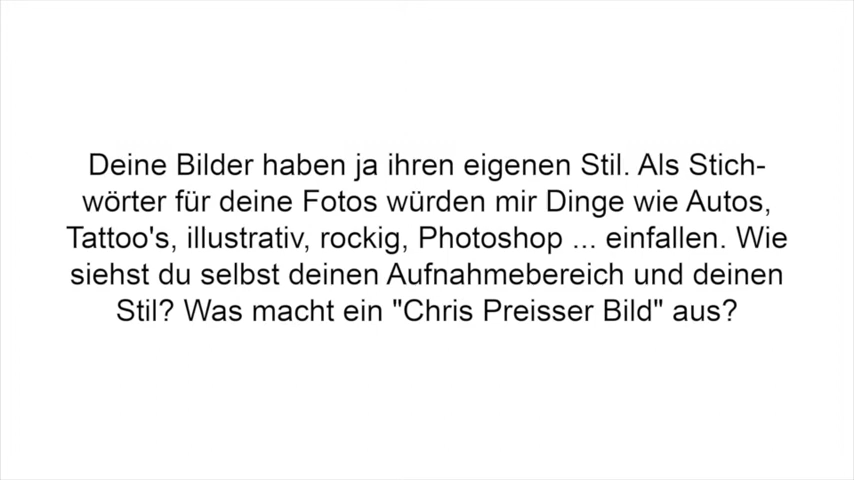 Deine Bilder haben ja ihren eigenen Stil. Als Stich-
wörter für deine Fotos würden mir Dinge wie Autos,
Tattoo's, illustrativ, rockig, Photoshop ... einfallen. Wie
siehst du selbst deinen Aufnahmebereich und deinen
Stil? Was macht ein "Chris Preisser Bild" aus?